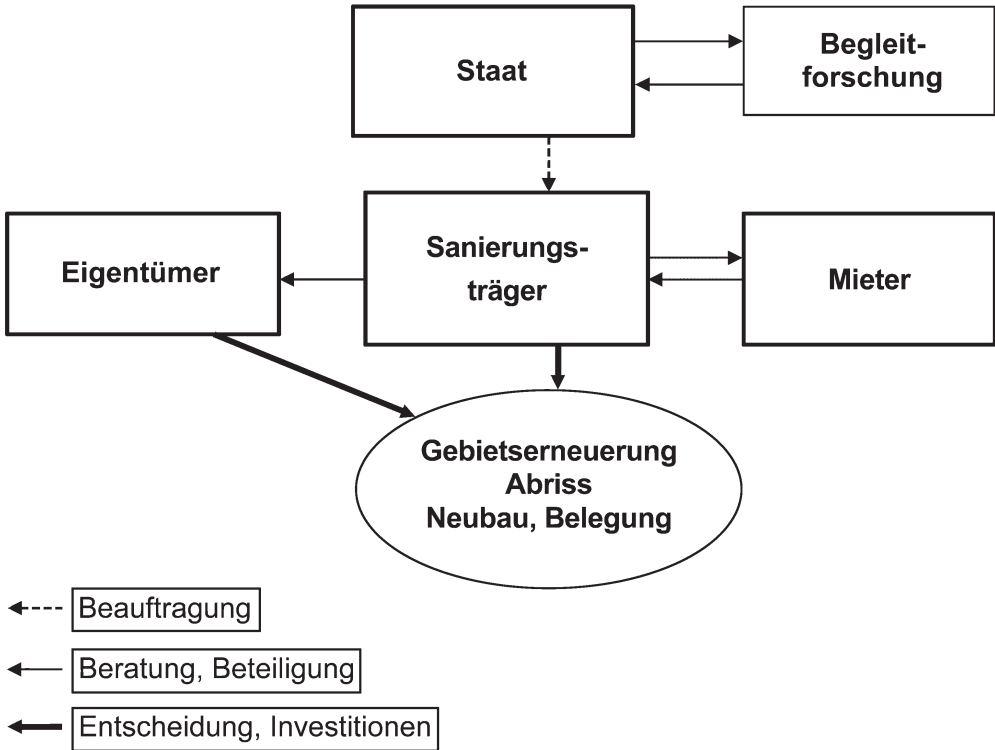 Staat
Begleit-
forschung
Eigentümer
Sanierungs-
träger
Mieter
Gebietserneuerung
Abriss
Neubau, Belegung
Beauftragung
Beratung, Beteiligung
Entscheidung, Investitionen